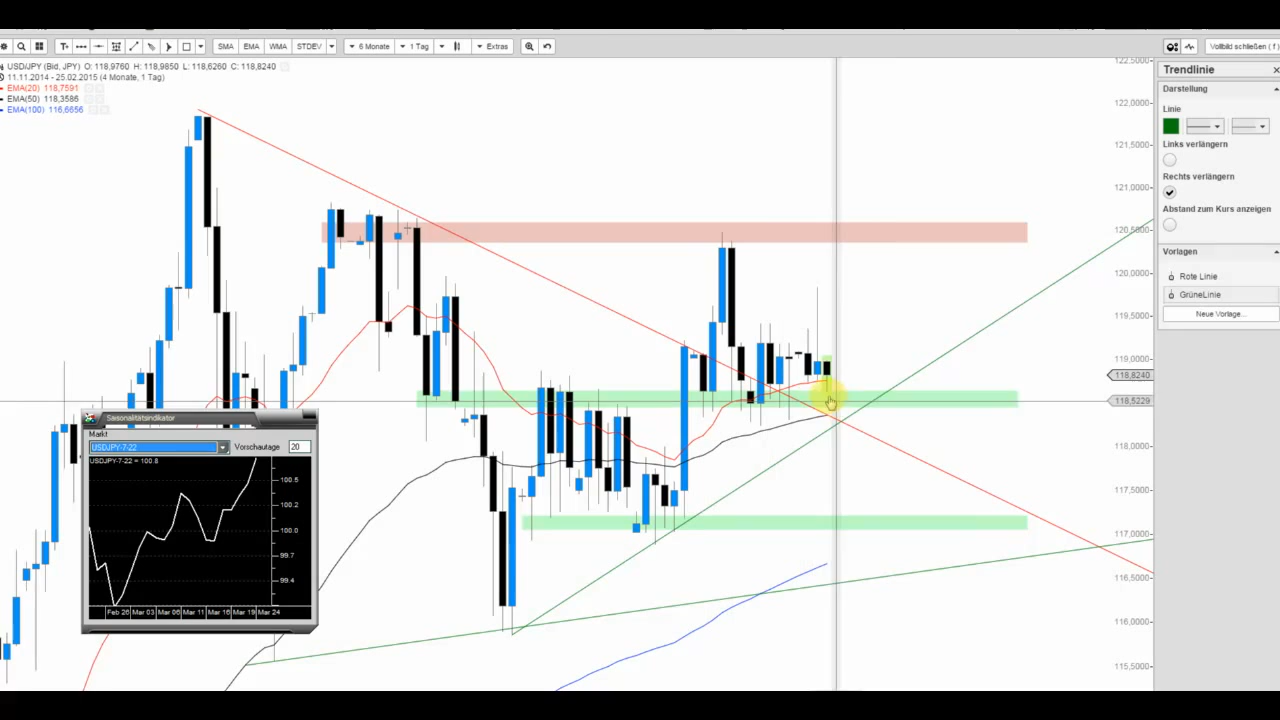 SMA EMA WMA STDEV 6 Monate 1 Tag Extras Vollbild schließen ( f )
USD/JPY (Bid, JPY) O: 118,9760 H: 118,9850 L: 118,6260 C: 118,8240
11.11.2014 - 25.02.2015 (4 Monate, 1 Tag)
EMA(20) 118,7591
EMA(50) 118,3586
EMA(100) 116,6656
122,5000
122,0000
121,5000
121,0000
120,5000
120,0000
119,5000
119,0000
118,8240
118,5229
118,0000
117,5000
117,0000
116,5000
116,0000
115,5000
Trendlinie
Darstellung
Linie
Links verlängern
Rechts verlängern
Abstand zum Kurs anzeigen
Vorlagen
Rote Linie
GrüneLinie
Neue Vorlage...
Saisonalitätsindikator
Markt
USDJPY-7-22 Vorschautage 20
USDJPY-7-22 = 100.8
100.5
100.2
100.0
99.7
99.4
Feb 26 Mar 03 Mar 06 Mar 11 Mar 16 Mar 19 Mar 24